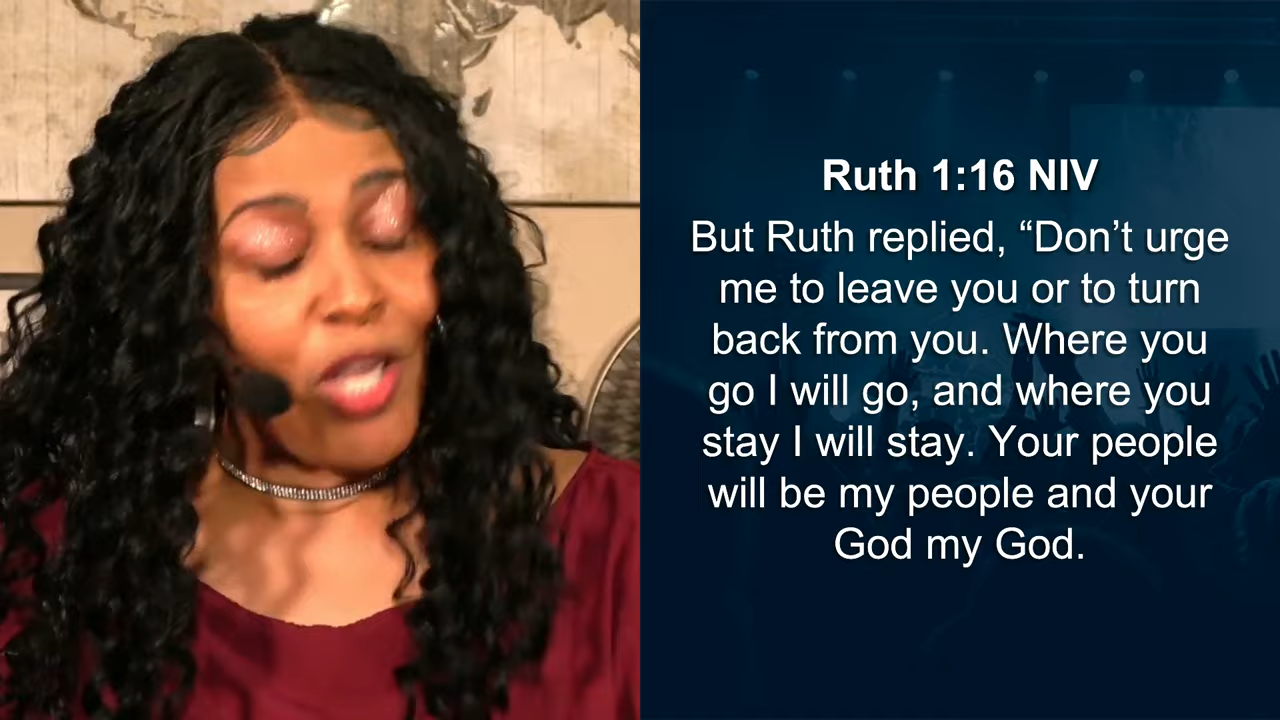 Ruth 1:16 NIV
But Ruth replied, “Don’t urge
me to leave you or to turn
back from you. Where you
go I will go, and where you
stay I will stay. Your people
will be my people and your
God my God.